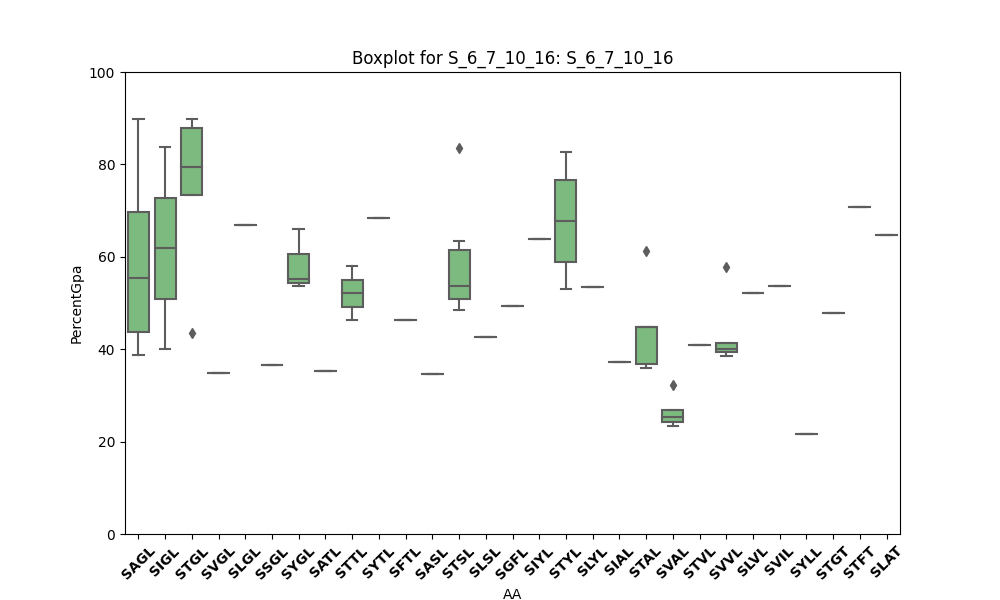 Boxplot for S_6_7_10_16: S_6_7_10_16
100
80
60
40
20
0
PercentGpa
SAGL SIGL STGL SVGL SLGL SSGL SYGL SATL STTL SYTL SFTL SASL STSL SLSL SGFL SIYL STYL SLYL SIAL STAL SVAL STVL SVVL SLVL SVIL SYLL STGT STFT SLAT
AA